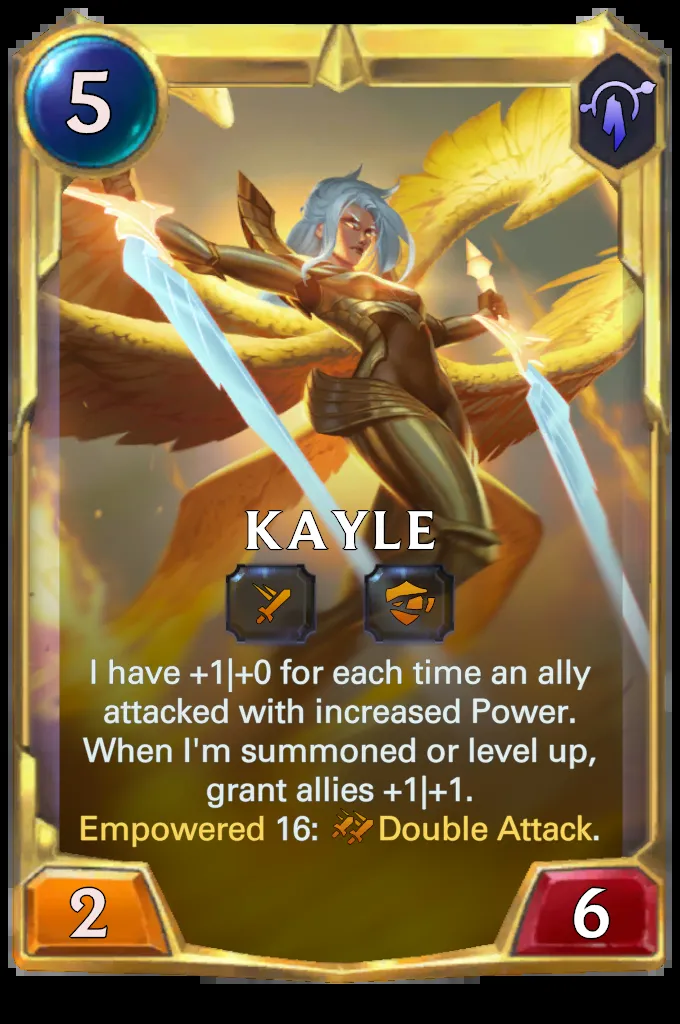 5
KAYLE
I have +1|+0 for each time an ally
attacked with increased Power.
When I'm summoned or level up,
grant allies +1|+1.
Empowered 16: Double Attack.
2
6